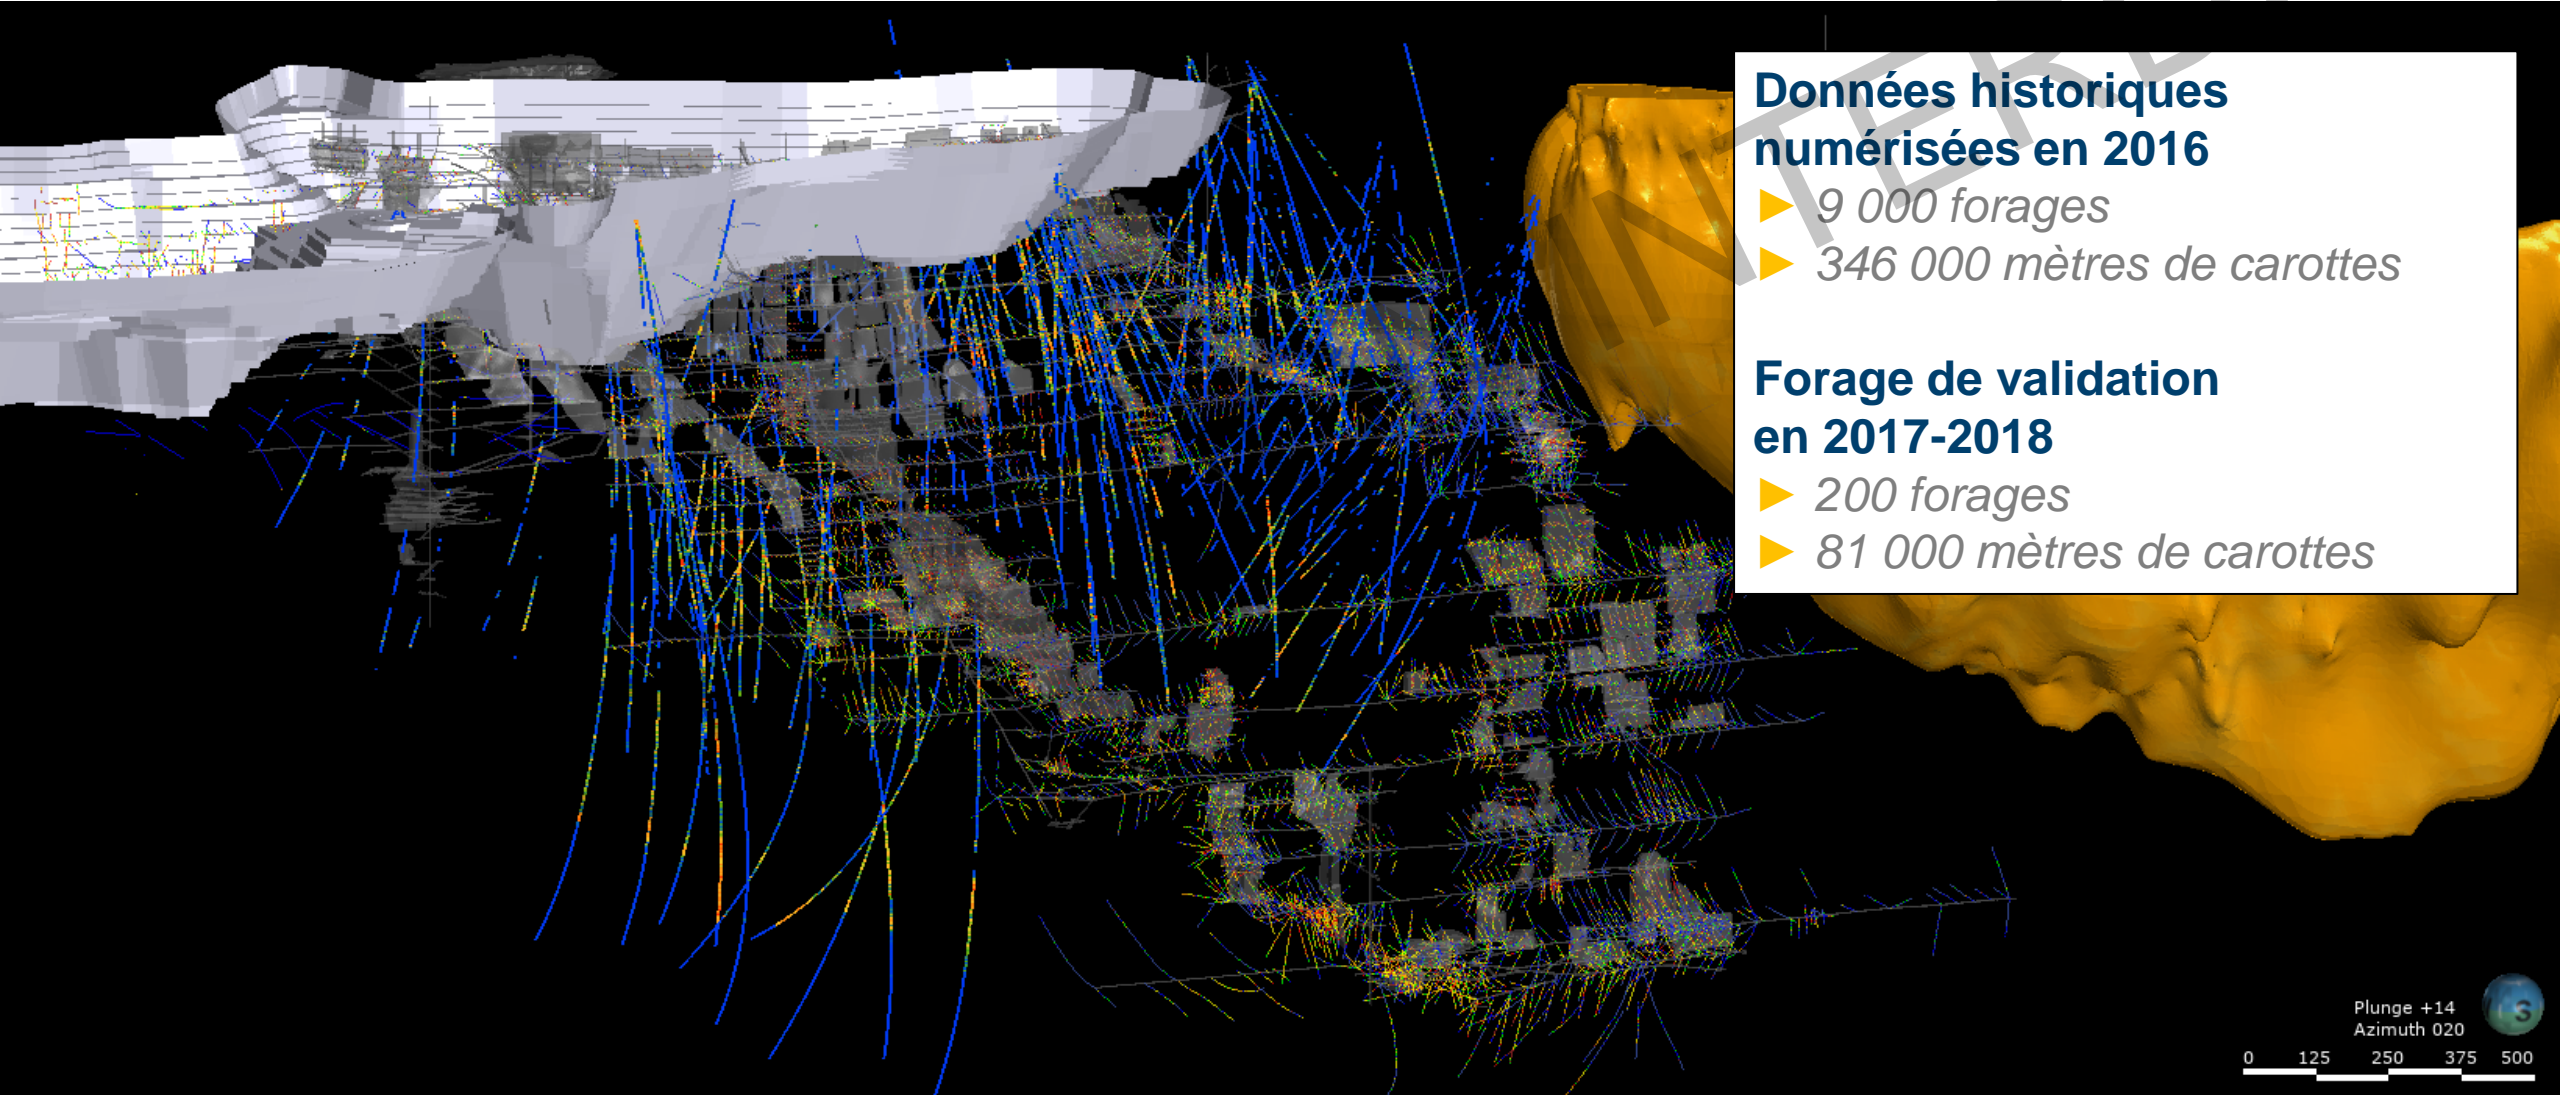 Données historiques
numérisées en 2016
► 9 000 forages
► 346 000 mètres de carottes
Forage de validation
en 2017-2018
► 200 forages
► 81 000 mètres de carottes
Plunge +14
Azimuth 020
0 125 250 375 500